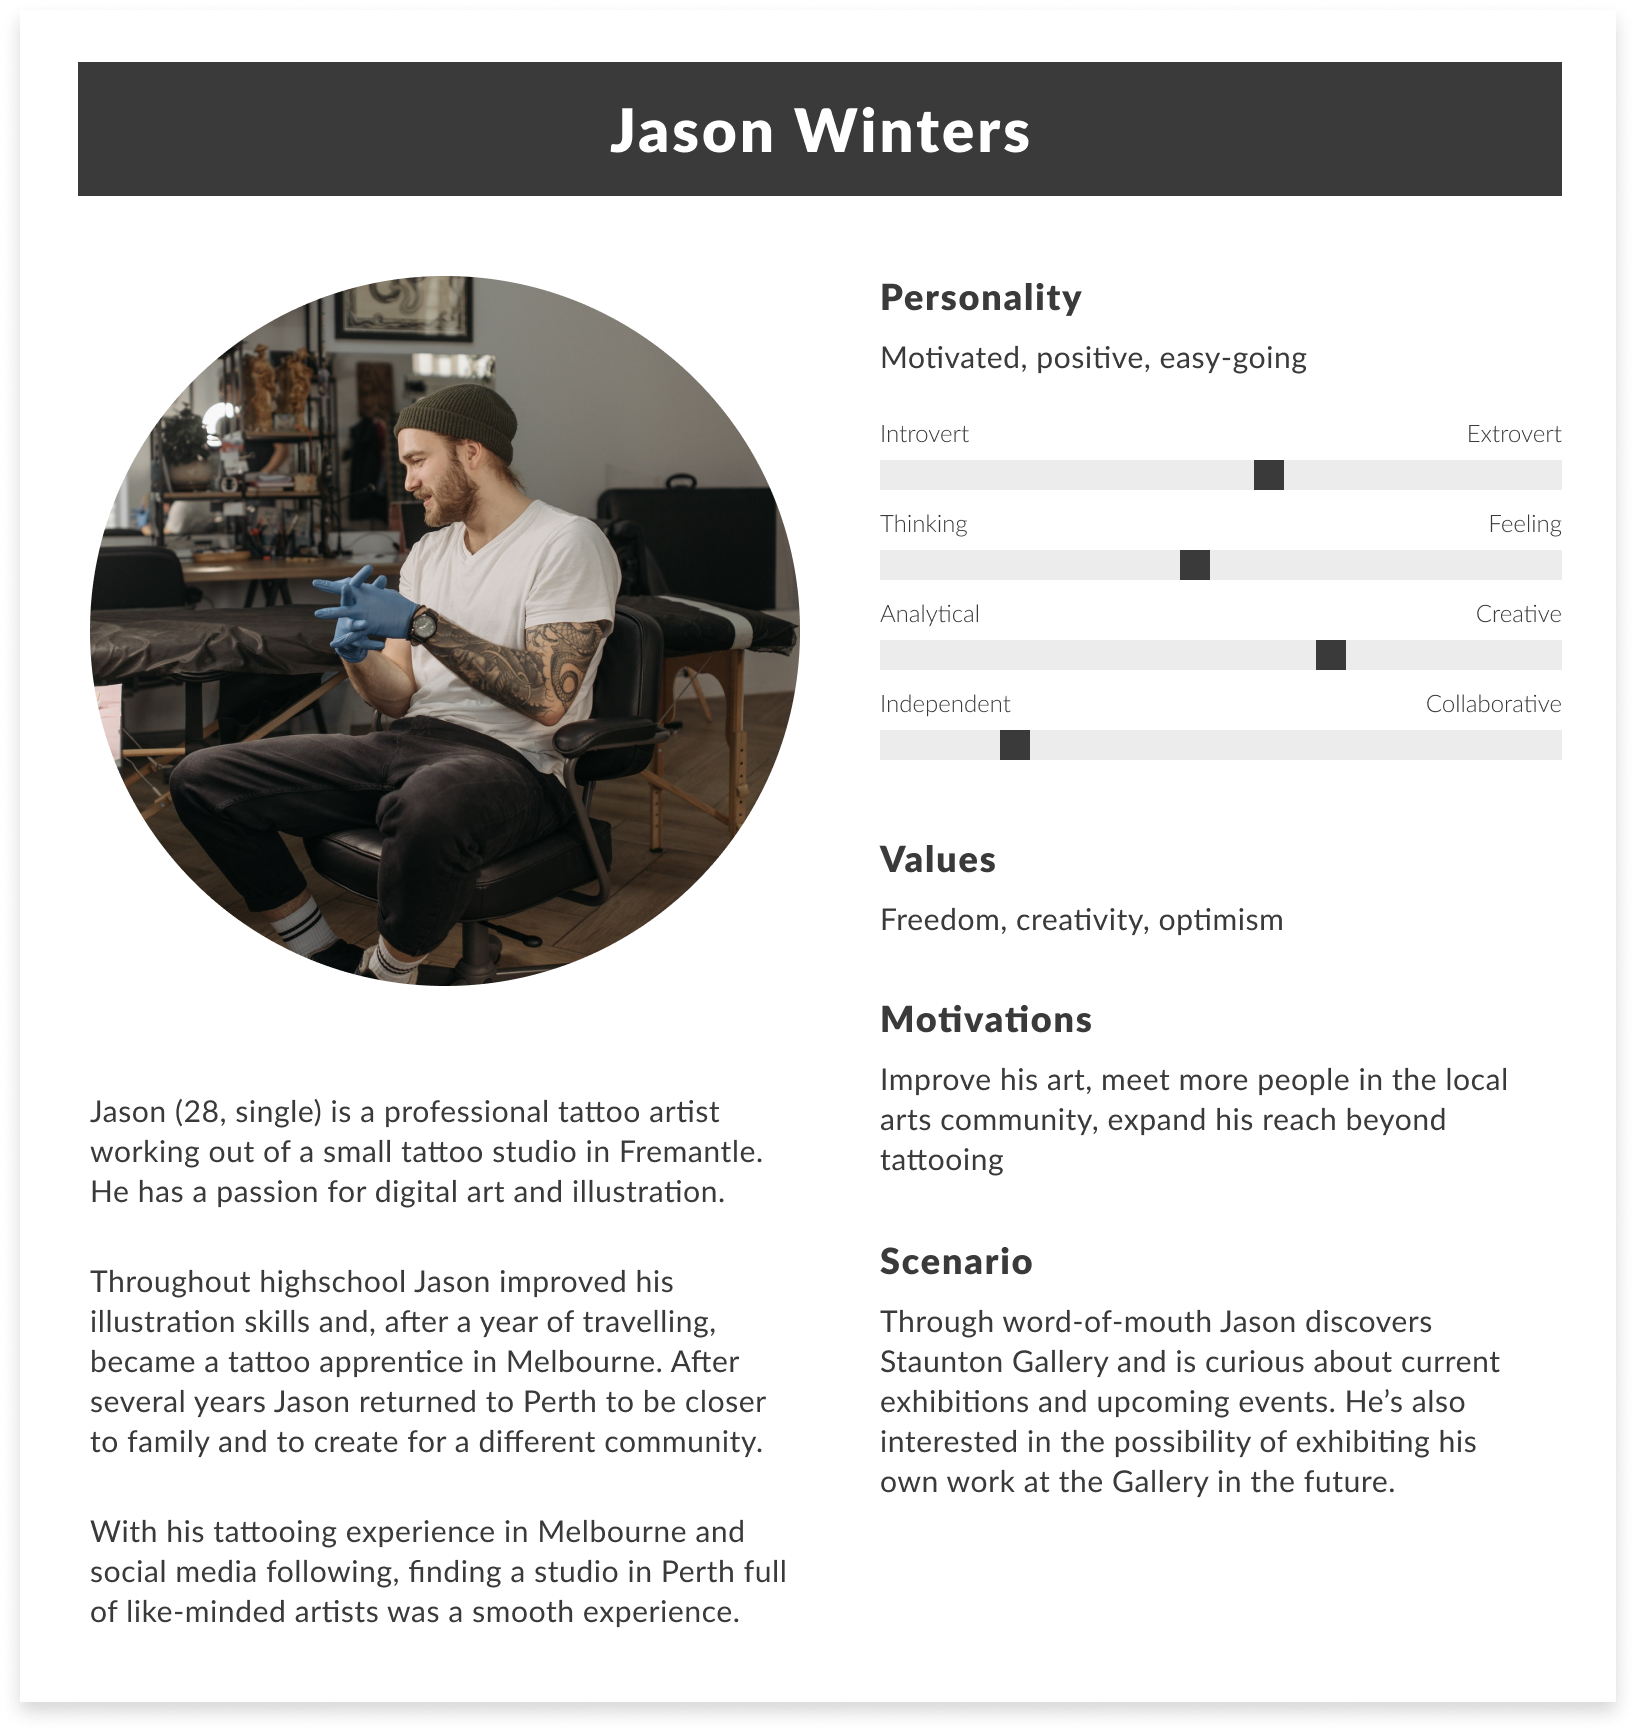 Jason Winters
Jason (28, single) is a professional tattoo artist
working out of a small tattoo studio in Fremantle.
He has a passion for digital art and illustration.
Throughout highschool Jason improved his
illustration skills and, after a year of travelling,
became a tattoo apprentice in Melbourne. After
several years Jason returned to Perth to be closer
to family and to create for a different community.
With his tattooing experience in Melbourne and
social media following, finding a studio in Perth full
of like-minded artists was a smooth experience.
Personality
Motivated, positive, easy-going
Introvert Extrovert
Thinking Feeling
Analytical Creative
Independent Collaborative
Values
Freedom, creativity, optimism
Motivations
Improve his art, meet more people in the local
arts community, expand his reach beyond
tattooing
Scenario
Through word-of-mouth Jason discovers
Staunton Gallery and is curious about current
exhibitions and upcoming events. He’s also
interested in the possibility of exhibiting his
own work at the Gallery in the future.